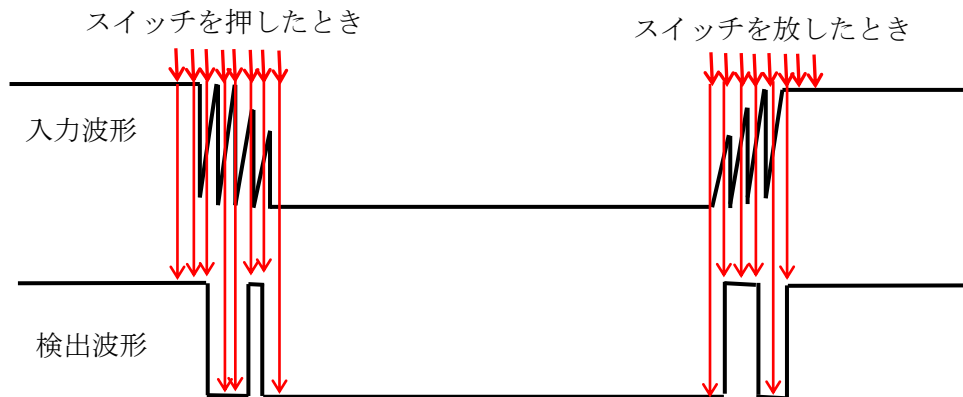 スイッチを押したとき
スイッチを放したとき
入力波形
検出波形